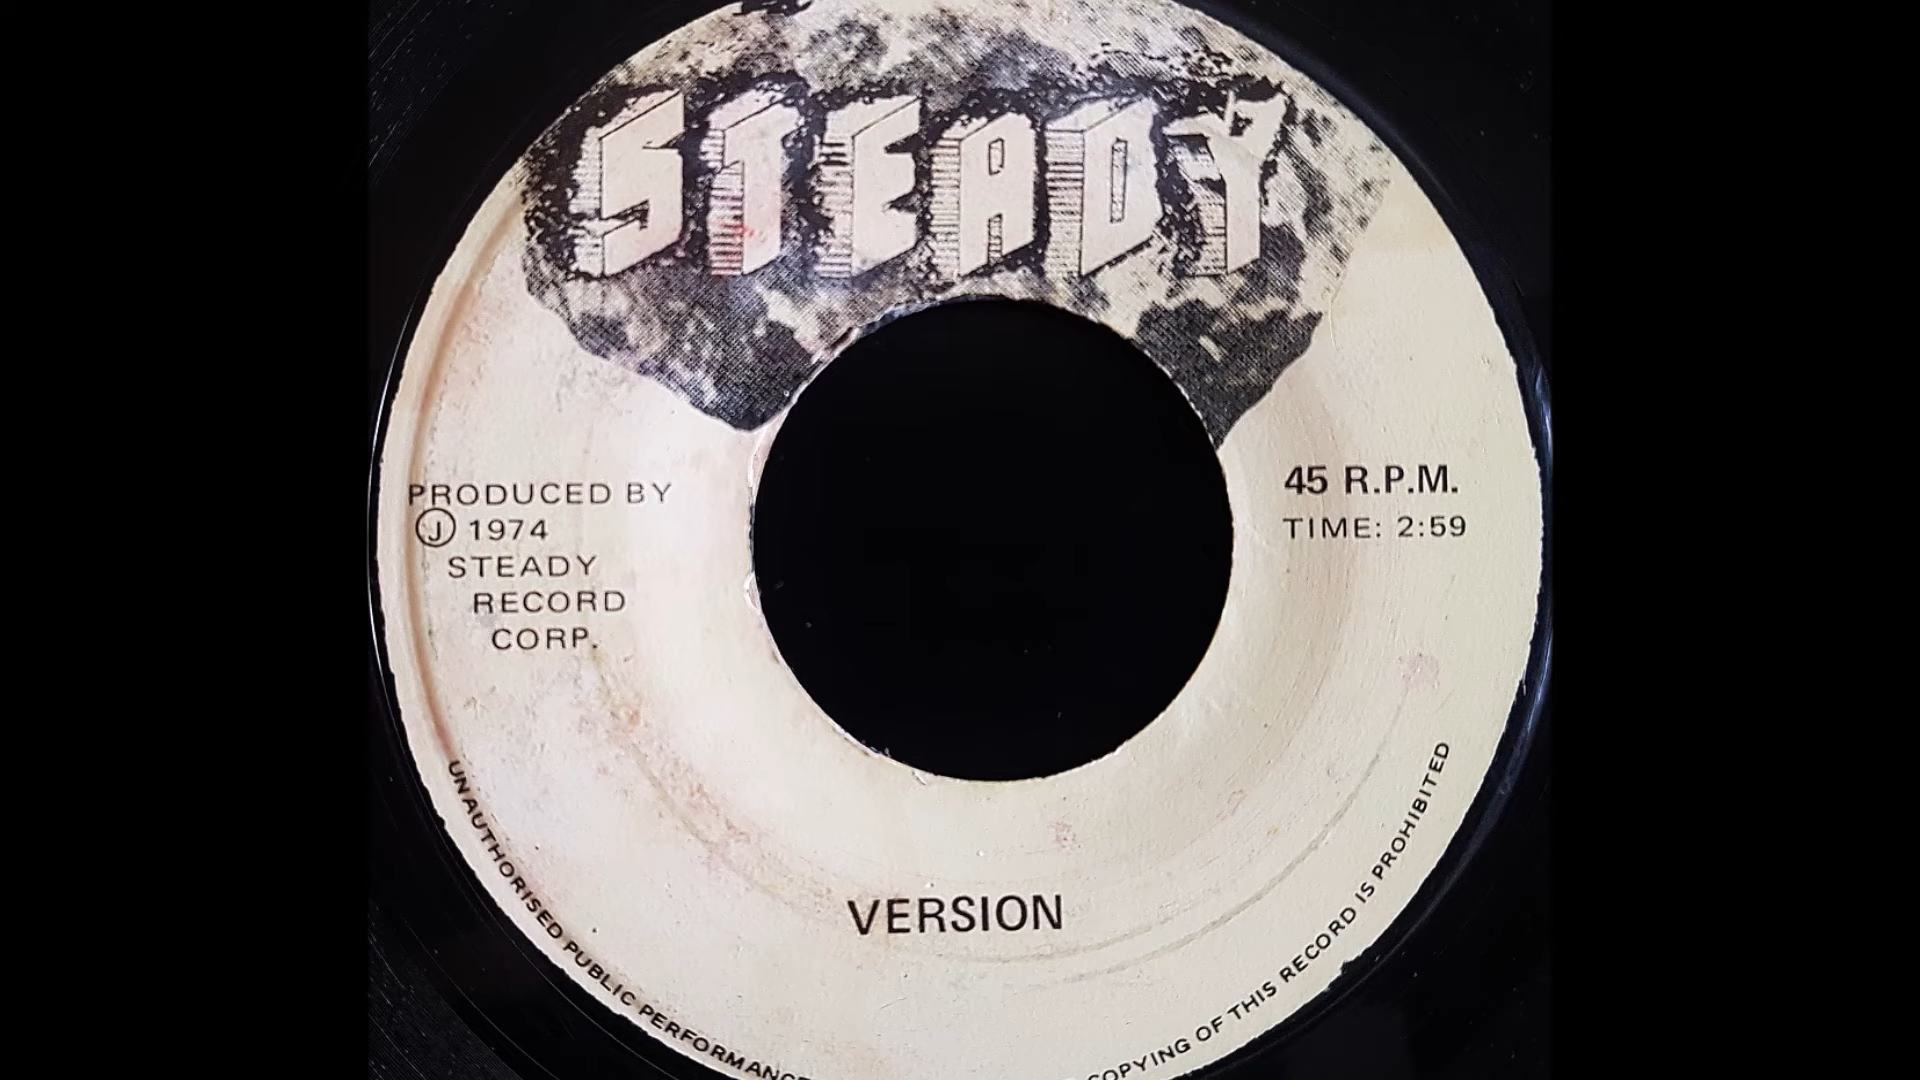 STEADY
PRODUCED BY
Ⓙ 1974
STEADY
RECORD
CORP.
45 R.P.M.
TIME: 2:59
VERSION
UNAUTHORISED PUBLIC
COPYING OF THIS RECORD IS PROHIBITED